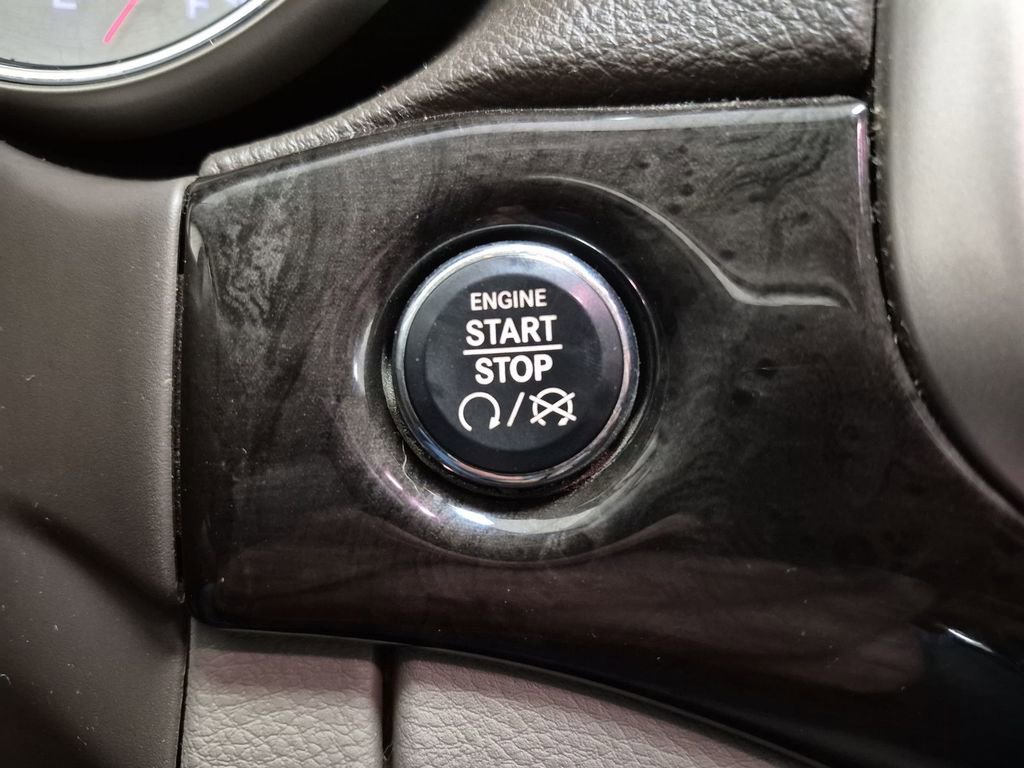 E F
ENGINE
START
STOP
/